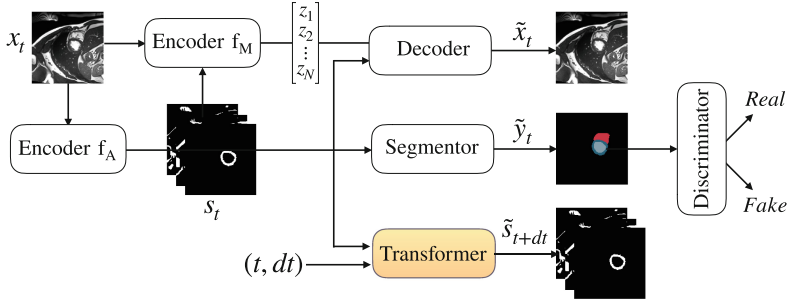 x_t
Encoder f_M
z_1
z_2
⋮
z_N
Decoder
x̃_t
Encoder f_A
s_t
Segmentor
ỹ_t
Discriminator
Real
Fake
(t, dt)
Transformer
s̃_{t+dt}